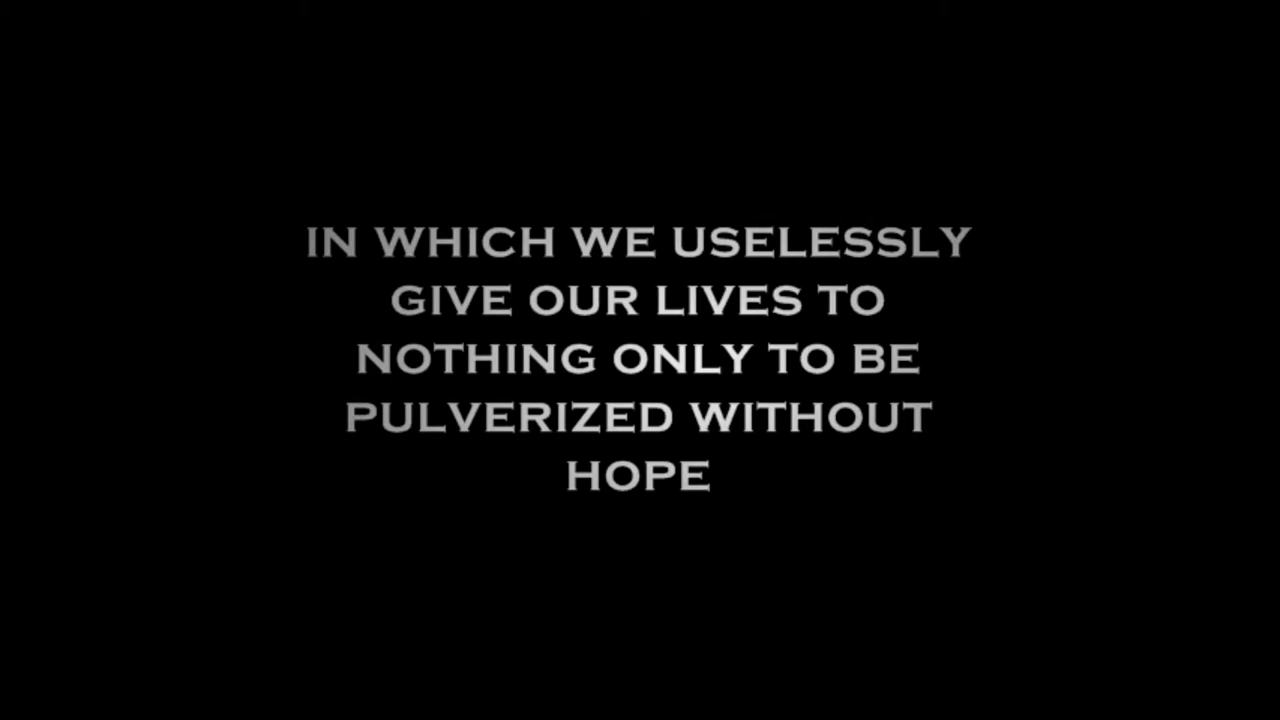 IN WHICH WE USELESSLY
GIVE OUR LIVES TO
NOTHING ONLY TO BE
PULVERIZED WITHOUT
HOPE